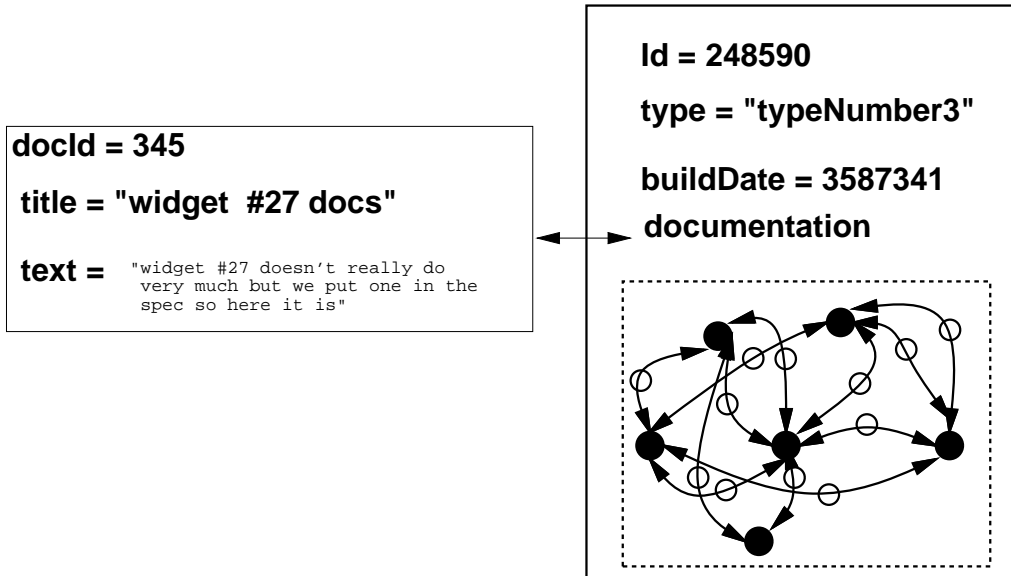 docId = 345
title = "widget  #27 docs"
text =
"widget #27 doesn't really do
very much but we put one in the
spec so here it is"
Id = 248590
type = "typeNumber3"
buildDate = 3587341
documentation